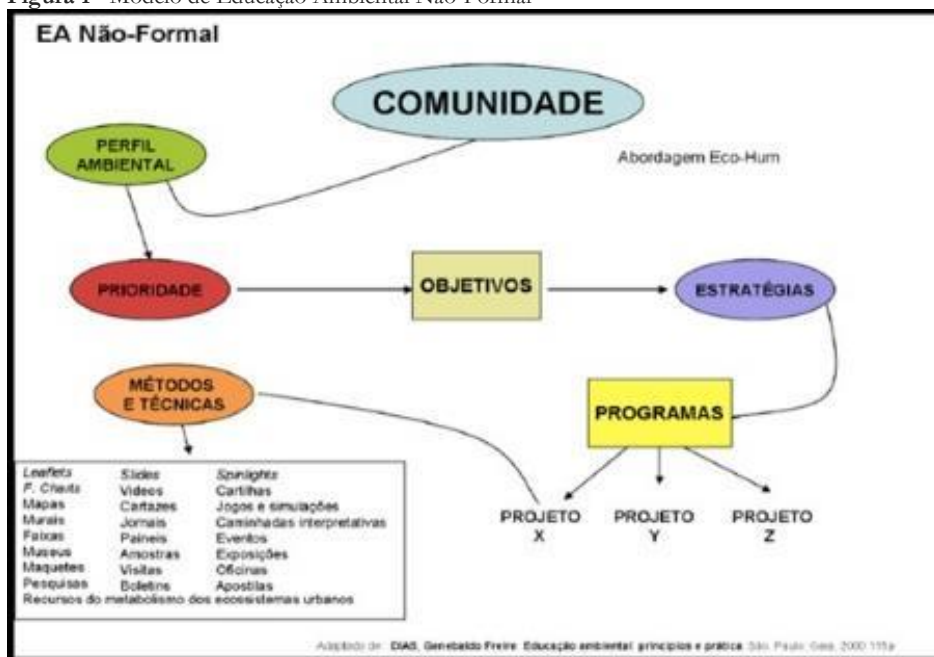 Figura 1 - Modelo de Educação Ambiental Não-Formal
EA Não-Formal
COMUNIDADE
PERFIL
AMBIENTAL
Abordagem Eco-Hum
PRIORIDADE
OBJETIVOS
ESTRATÉGIAS
MÉTODOS
E TÉCNICAS
PROGRAMAS
PROJETO
X
PROJETO
Y
PROJETO
Z
Leaflets Slides Spinlights
F. Chauts Videos Cartilhas
Mapas Cartazes Jogos e simulações
Murais Jornais Caminhadas interpretativas
Faixas Paineis Eventos
Museus Amostras Exposições
Maquetes Visitas Oficinas
Pesquisas Boletins Apostilas
Recursos do metabolismo dos ecossistemas urbanos
Adaptado de: DIAS, Genebaldo Freire. Educação ambiental: princípios e prática. São Paulo: Gaia, 2000